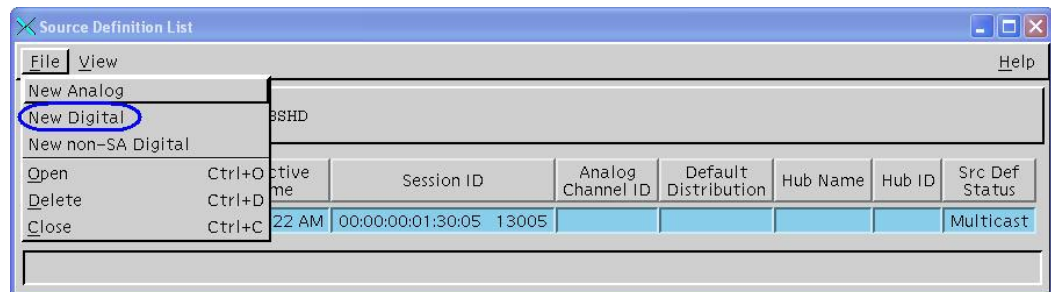 Source Definition List
File View Help
New Analog
New Digital
New non-SA Digital
Open Ctrl+O
Delete Ctrl+D
Close Ctrl+C
Session ID
Analog Channel ID
Default Distribution
Hub Name
Hub ID
Src Def Status
22 AM 00:00:00:01:30:05 13005 Multicast